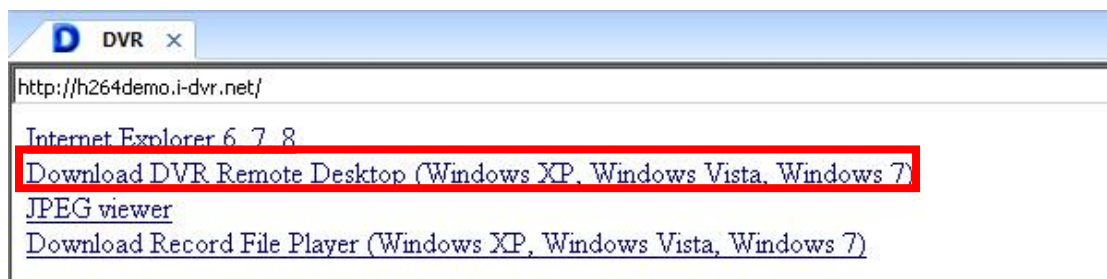 D DVR ×
http://h264demo.i-dvr.net/
Internet Explorer 6 7 8
Download DVR Remote Desktop (Windows XP, Windows Vista, Windows 7)
JPEG viewer
Download Record File Player (Windows XP, Windows Vista, Windows 7)